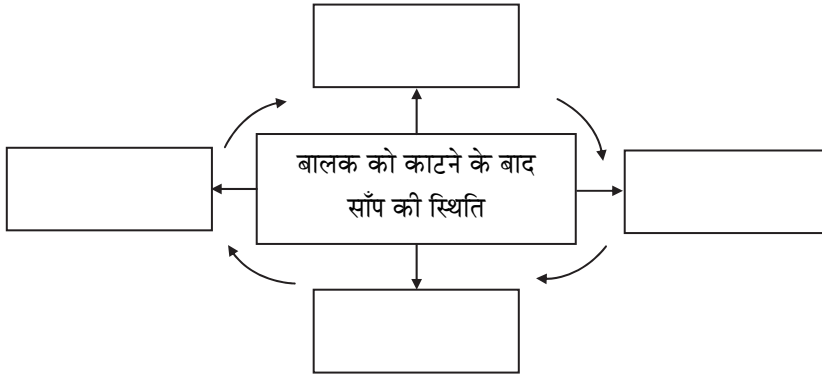 बालक को काटने के बाद
साँप की स्थिति